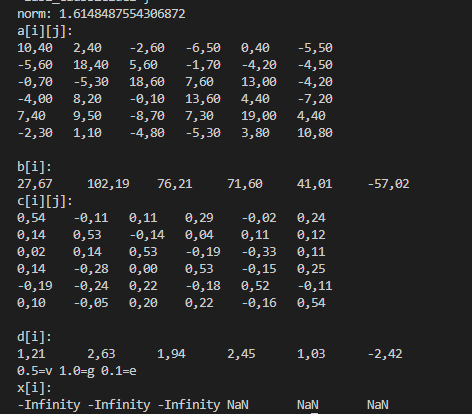 norm: 1.6148487554306872
a[i][j]:
10,40 2,40 -2,60 -6,50 0,40 -5,50
-5,60 18,40 5,60 -1,70 -4,20 -4,50
-0,70 -5,30 18,60 7,60 13,00 -4,20
-4,00 8,20 -0,10 13,60 4,40 -7,20
7,40 9,50 -8,70 7,30 19,00 4,40
-2,30 1,10 -4,80 -5,30 3,80 10,80
b[i]:
27,67 102,19 76,21 71,60 41,01 -57,02
c[i][j]:
0,54 -0,11 0,11 0,29 -0,02 0,24
0,14 0,53 -0,14 0,04 0,11 0,12
0,02 0,14 0,53 -0,19 -0,33 0,11
0,14 -0,28 0,00 0,53 -0,15 0,25
-0,19 -0,24 0,22 -0,18 0,52 -0,11
0,10 -0,05 0,20 0,22 -0,16 0,54
d[i]:
1,21 2,63 1,94 2,45 1,03 -2,42
0.5=v 1.0=g 0.1=e
x[i]:
-Infinity -Infinity -Infinity NaN NaN NaN